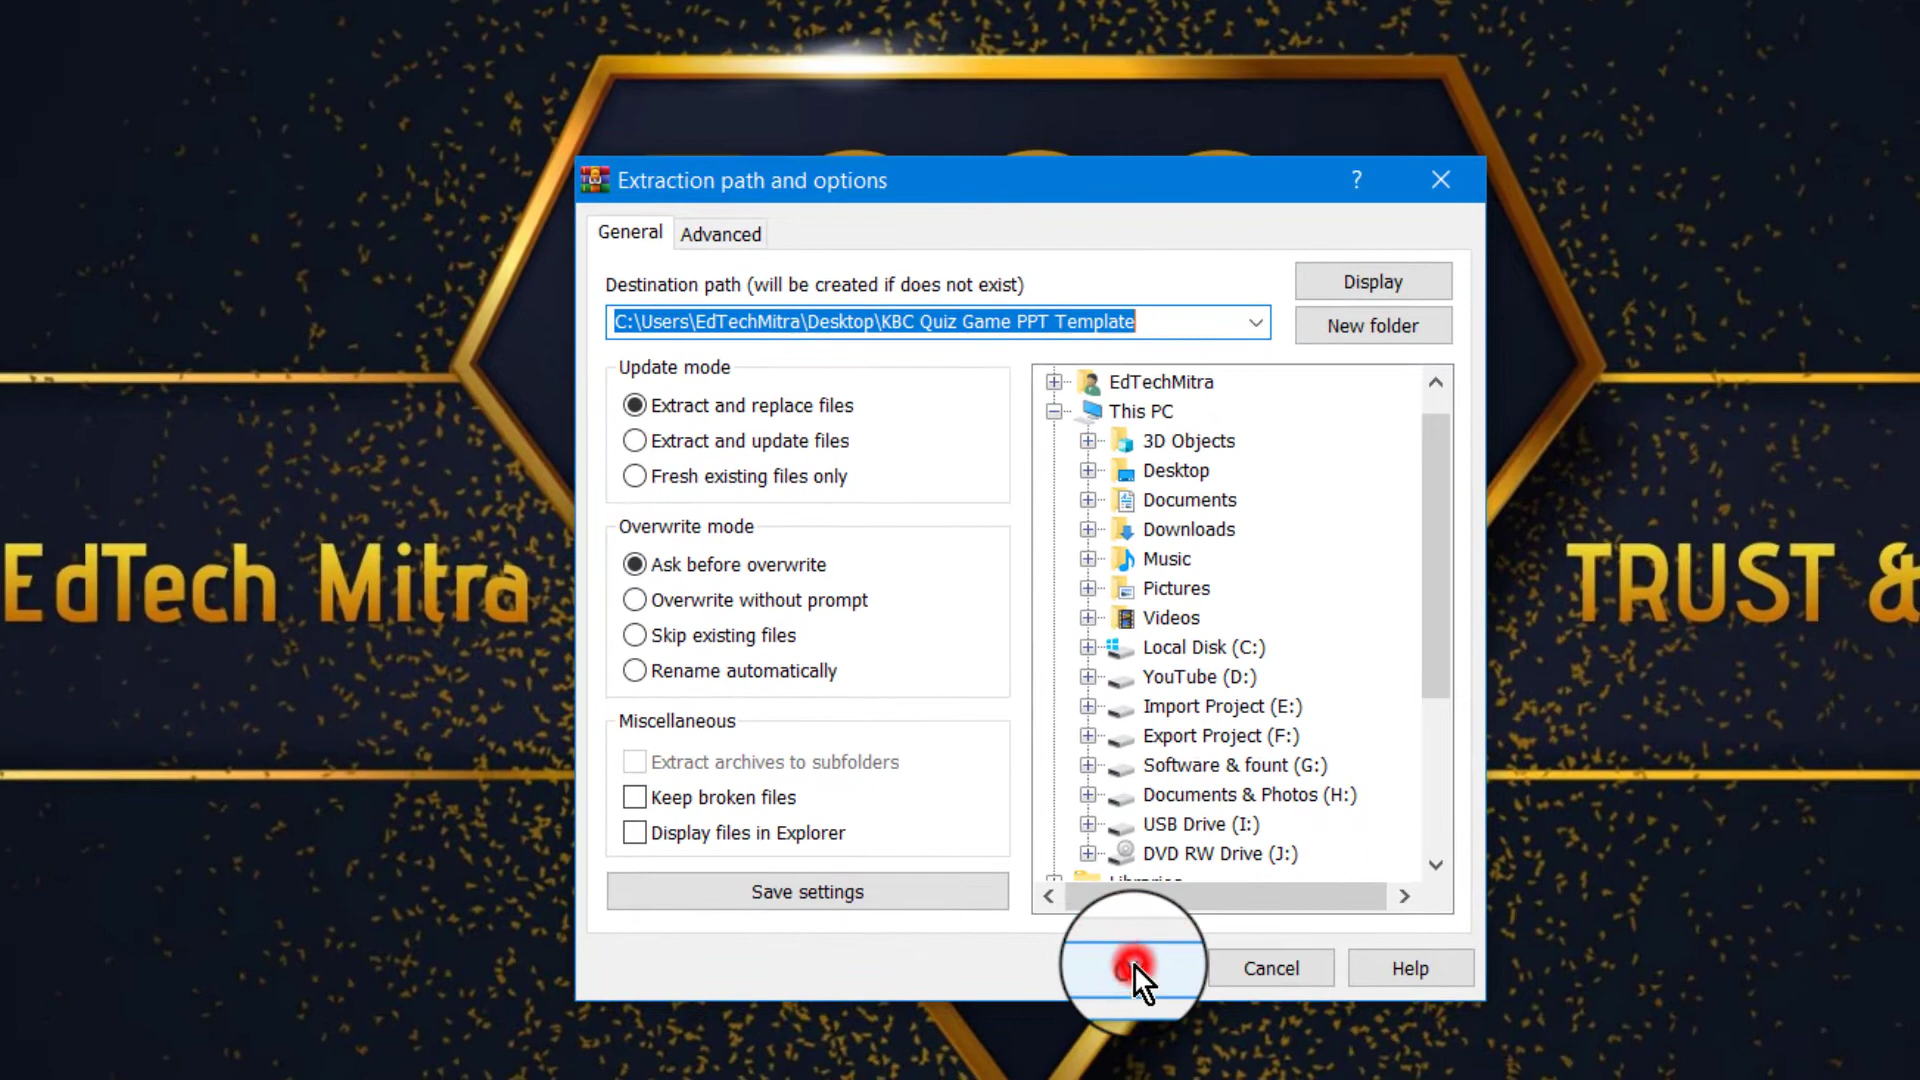 Extraction path and options
?
General
Advanced
Destination path (will be created if does not exist)
Display
C:\Users\EdTechMitra\Desktop\KBC Quiz Game PPT Template
New folder
Update mode
Extract and replace files
Extract and update files
Fresh existing files only
Overwrite mode
Ask before overwrite
Overwrite without prompt
Skip existing files
Rename automatically
Miscellaneous
Extract archives to subfolders
Keep broken files
Display files in Explorer
Save settings
EdTechMitra
This PC
3D Objects
Desktop
Documents
Downloads
Music
Pictures
Videos
Local Disk (C:)
YouTube (D:)
Import Project (E:)
Export Project (F:)
Software & fount (G:)
Documents & Photos (H:)
USB Drive (I:)
DVD RW Drive (J:)
Libraries
Cancel
Help
EdTech Mitra
TRUST &